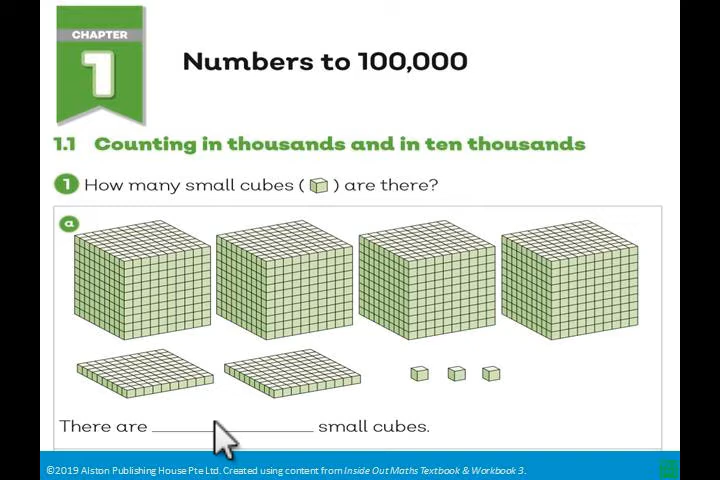 CHAPTER
1
Numbers to 100,000
1.1 Counting in thousands and in ten thousands
1 How many small cubes ( ) are there?
a
There are ____________ small cubes.
©2019 Alston Publishing House Pte Ltd. Created using content from Inside Out Maths Textbook & Workbook 3.